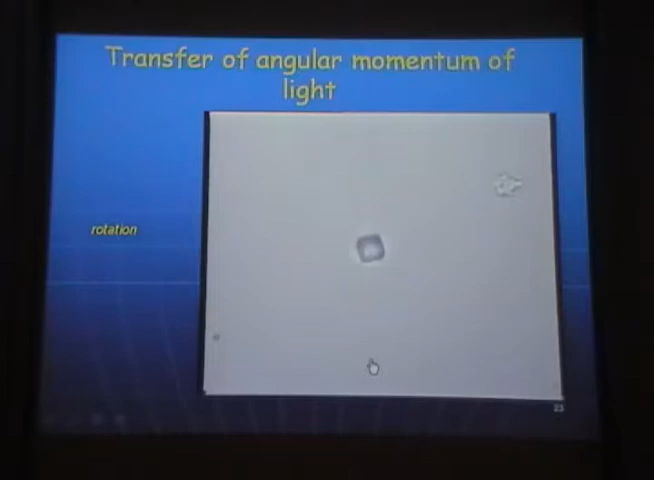 Transfer of angular momentum of
light
rotation
23